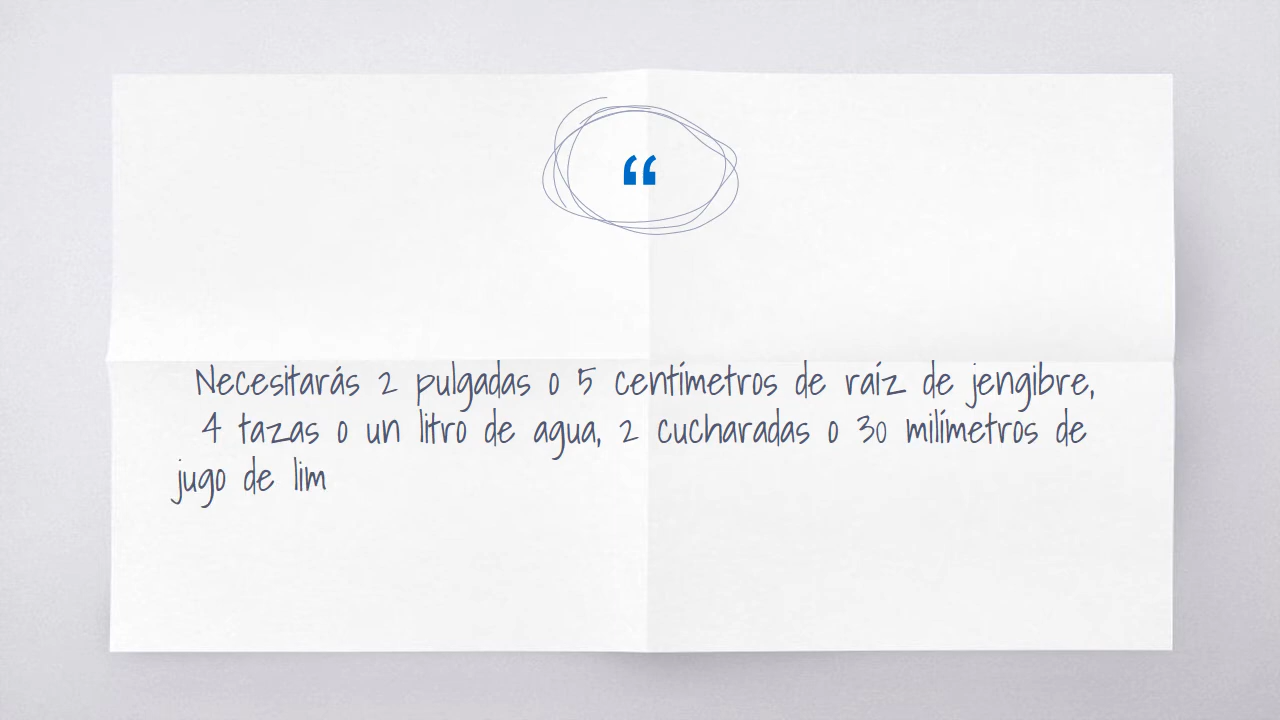 “
Necesitarás 2 pulgadas o 5 centímetros de raíz de jengibre,
4 tazas o un litro de agua, 2 cucharadas o 30 milímetros de
jugo de lim